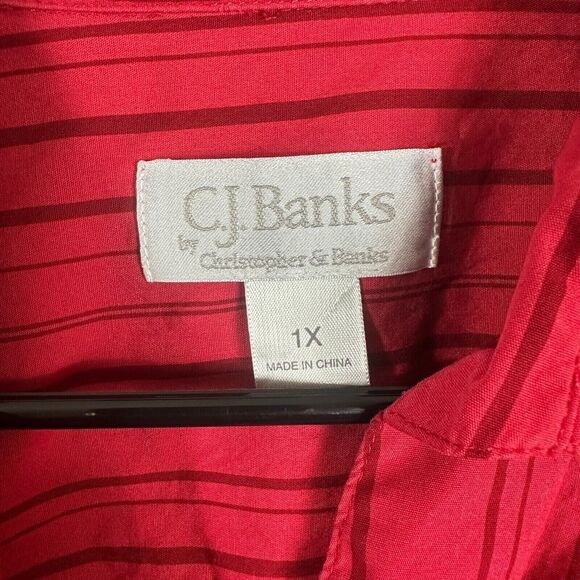 C.J. Banks
by Christopher & Banks
1X
MADE IN CHINA